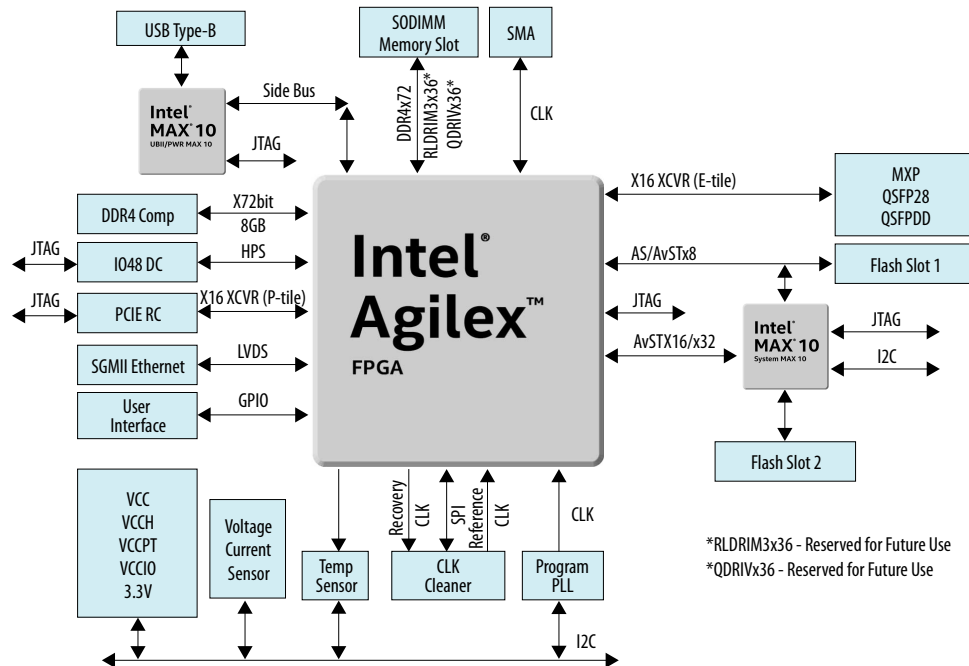 USB Type-B
SODIMM
Memory Slot
SMA
Side Bus
DDR4x72
RLDRIM3x36*
QDRIVx36*
CLK
Intel®
MAX® 10
UBII/PWR MAX 10
JTAG
X16 XCVR (E-tile)
MXP
QSFP28
QSFPDD
DDR4 Comp
X72bit
8GB
JTAG
IO48 DC
HPS
JTAG
PCIE RC
X16 XCVR (P-tile)
SGMII Ethernet
LVDS
User
Interface
GPIO
Intel®
Agilex™
FPGA
AS/AvSTx8
Flash Slot 1
JTAG
AvSTX16/x32
Intel®
MAX® 10
System MAX 10
JTAG
I2C
Flash Slot 2
VCC
VCCH
VCCPT
VCCIO
3.3V
Voltage
Current
Sensor
Temp
Sensor
Recovery
CLK
SPI
Reference
CLK
CLK
Cleaner
CLK
Program
PLL
I2C
*RLDRIM3x36 - Reserved for Future Use
*QDRIVx36 - Reserved for Future Use